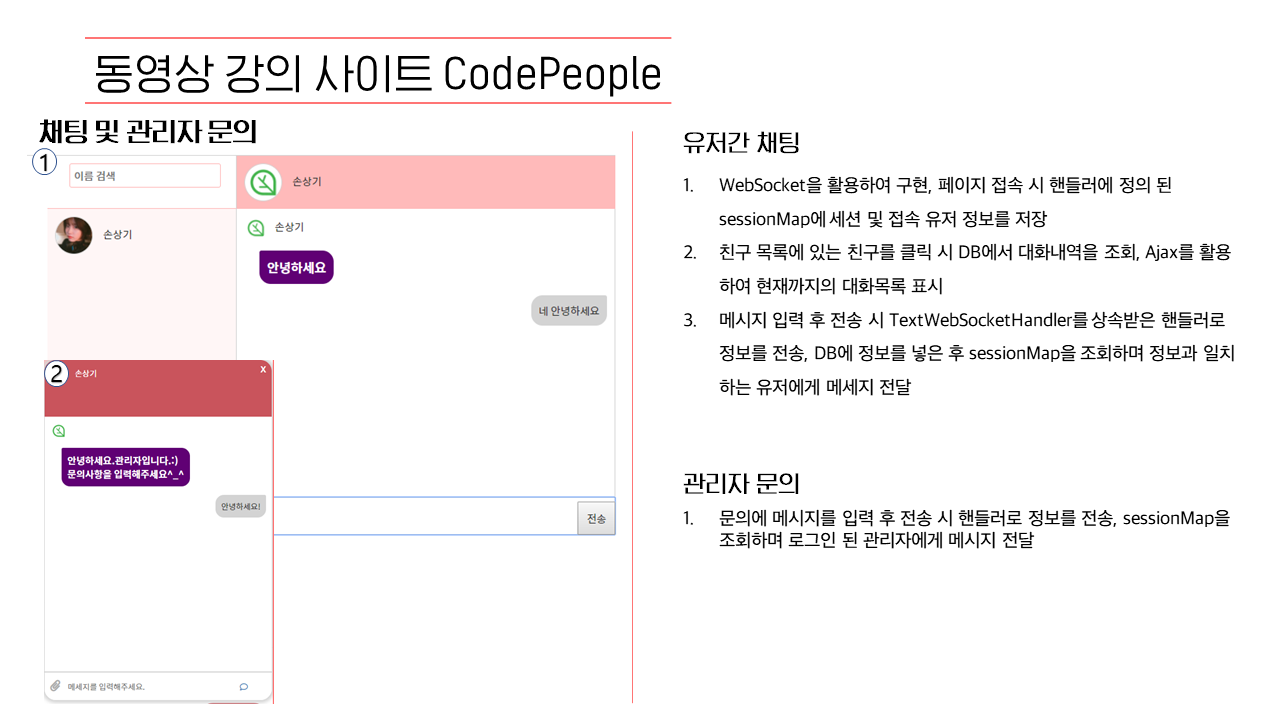 동영상 강의 사이트 CodePeople
채팅 및 관리자 문의
1
이름 검색
손상기
손상기
손상기
안녕하세요
네 안녕하세요
전송
2
손상기
X
안녕하세요.관리자입니다.:)
문의사항을 입력해주세요^_^
안녕하세요!
메세지를 입력해주세요.
유저간 채팅
1. WebSocket을 활용하여 구현, 페이지 접속 시 핸들러에 정의 된
sessionMap에 세션 및 접속 유저 정보를 저장
2. 친구 목록에 있는 친구를 클릭 시 DB에서 대화내역을 조회, Ajax를 활용
하여 현재까지의 대화목록 표시
3. 메시지 입력 후 전송 시 TextWebSocketHandler를 상속받은 핸들러로
정보를 전송, DB에 정보를 넣은 후 sessionMap을 조회하며 정보과 일치
하는 유저에게 메세지 전달
관리자 문의
1. 문의에 메시지를 입력 후 전송 시 핸들러로 정보를 전송, sessionMap을
조회하며 로그인 된 관리자에게 메시지 전달